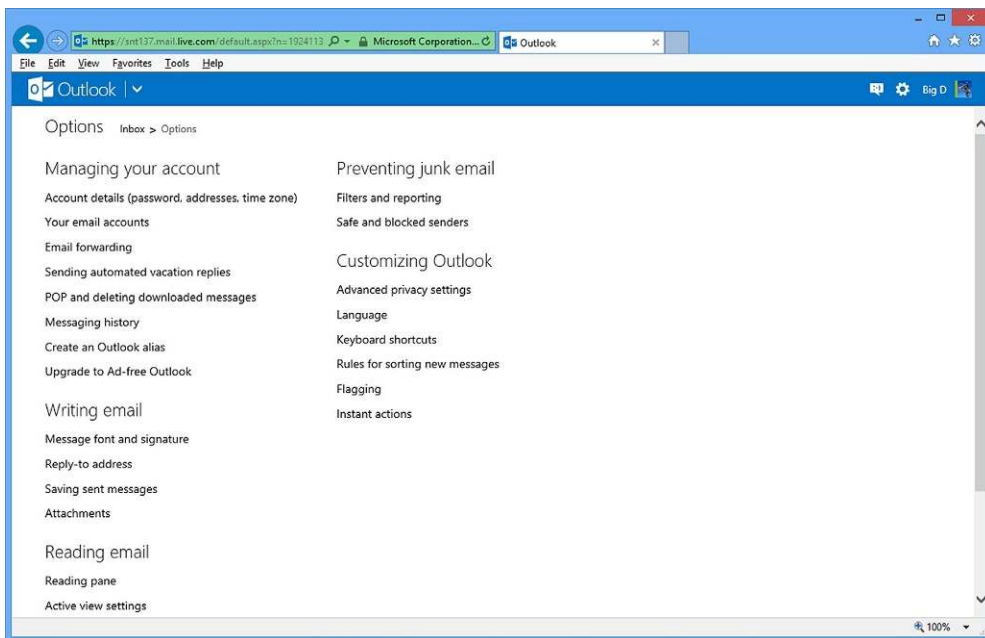 https://snt137.mail.live.com/default.aspx?n=1924113
Microsoft Corporation...
Outlook
File Edit View Favorites Tools Help
Outlook
Big D
Options Inbox > Options
Managing your account
Account details (password, addresses, time zone)
Your email accounts
Email forwarding
Sending automated vacation replies
POP and deleting downloaded messages
Messaging history
Create an Outlook alias
Upgrade to Ad-free Outlook
Writing email
Message font and signature
Reply-to address
Saving sent messages
Attachments
Reading email
Reading pane
Active view settings
Preventing junk email
Filters and reporting
Safe and blocked senders
Customizing Outlook
Advanced privacy settings
Language
Keyboard shortcuts
Rules for sorting new messages
Flagging
Instant actions
100%